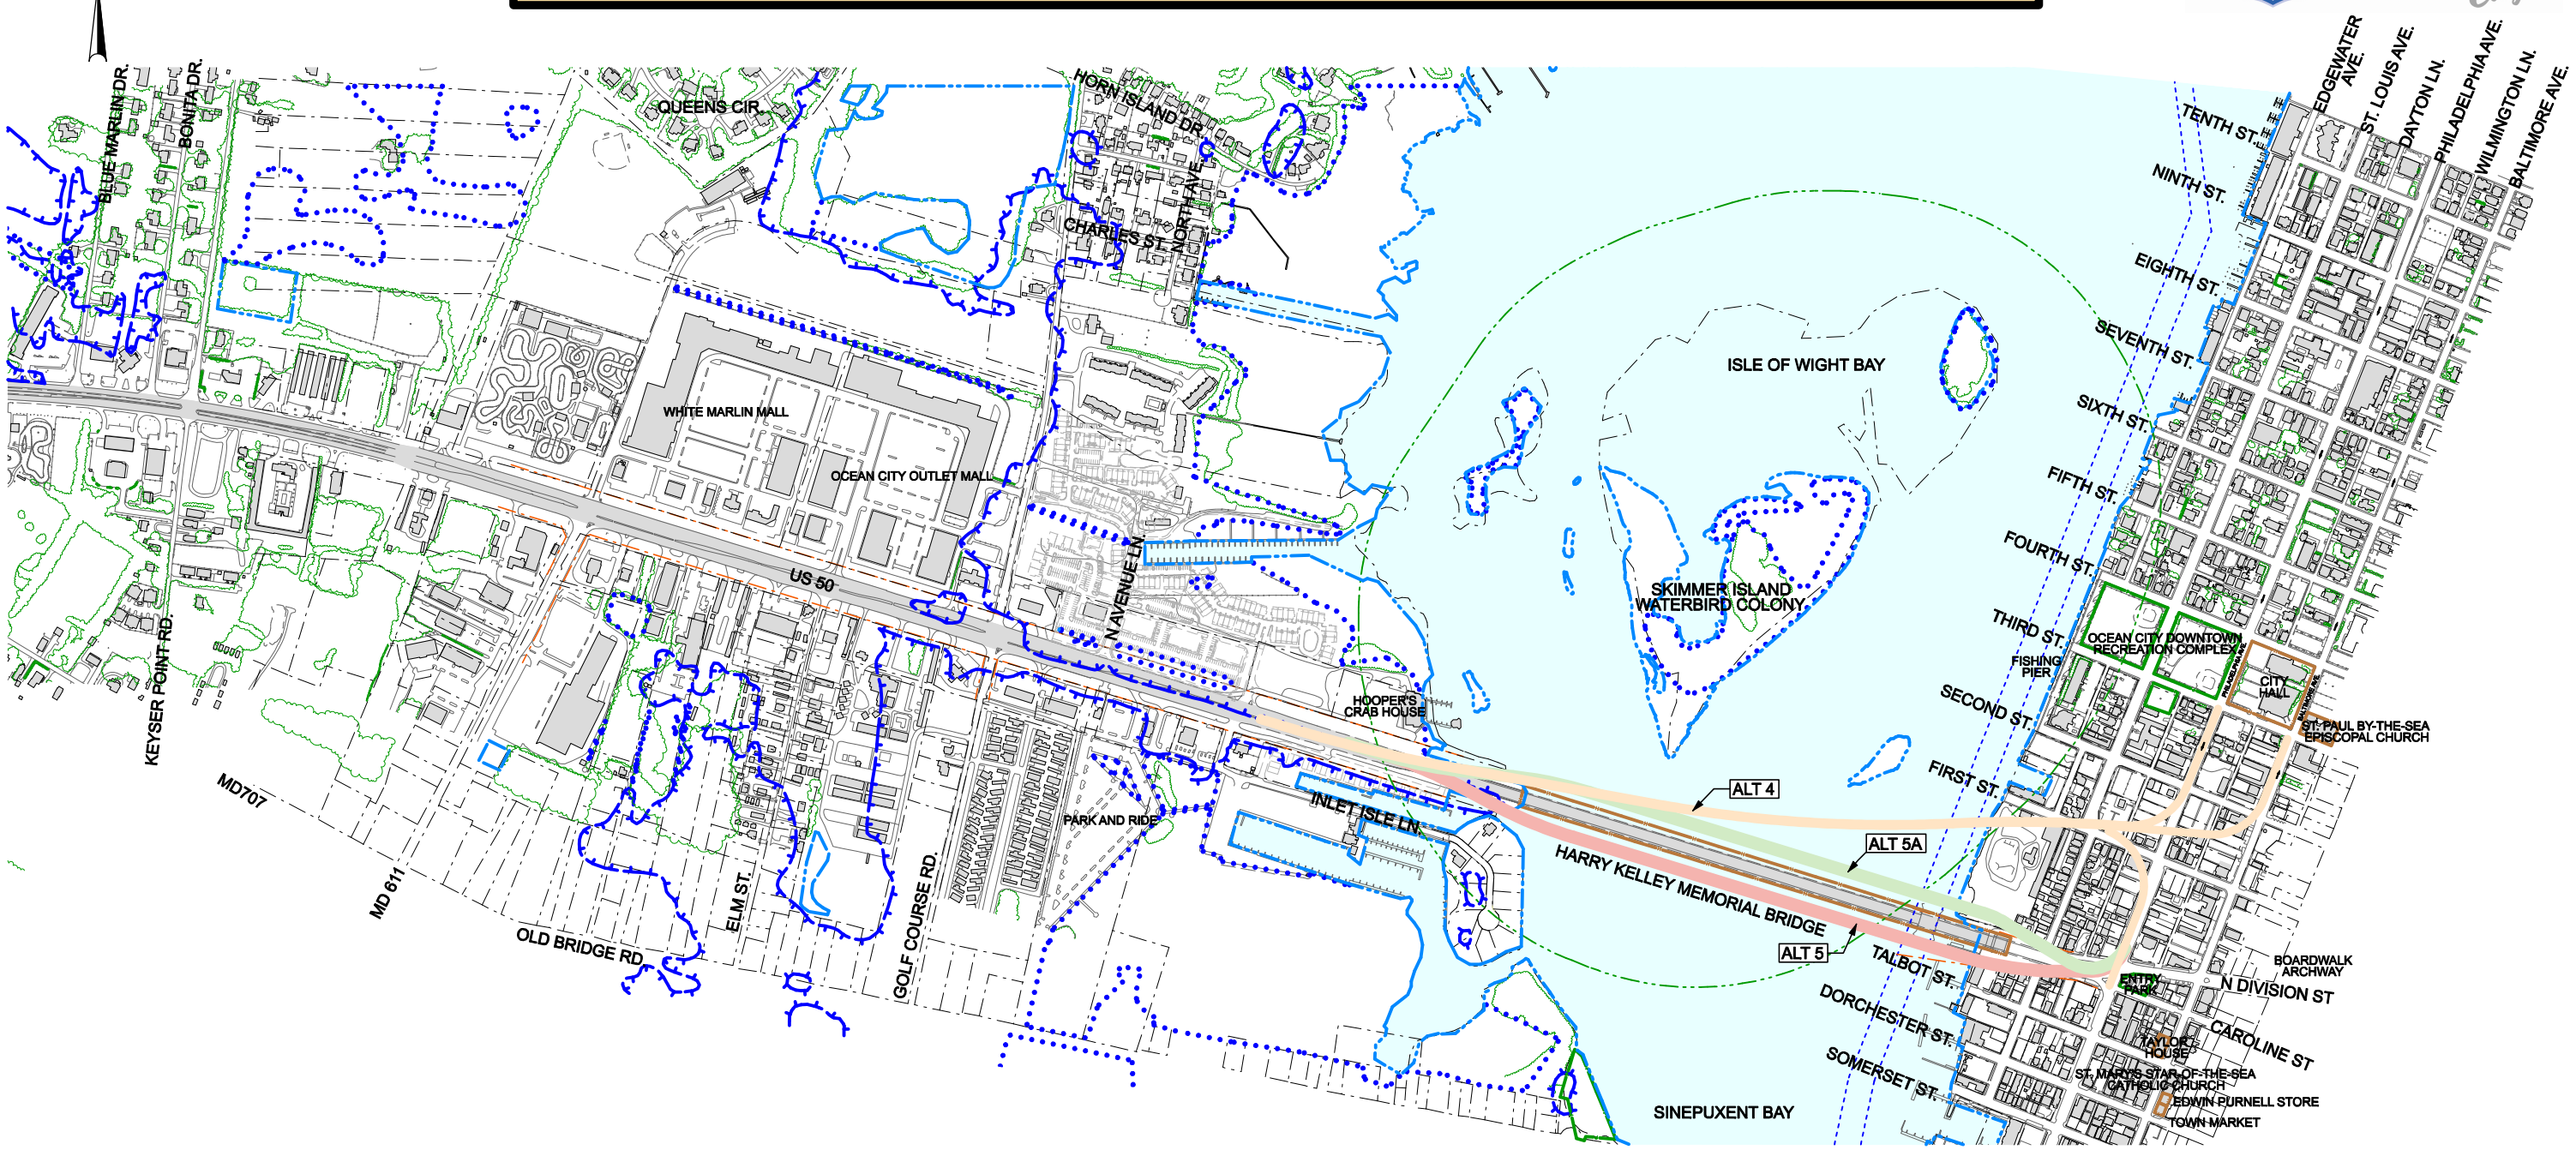 EDGEWATER
AVE.
ST. LOUIS AVE.
DAYTON LN.
PHILADELPHIA AVE.
WILMINGTON LN.
BALTIMORE AVE.
BLUE MARLIN DR.
BONITA DR.
QUEENS CIR.
HORN ISLAND DR.
NORTH AVE.
CHARLES ST.
TENTH ST.
NINTH ST.
EIGHTH ST.
SEVENTH ST.
SIXTH ST.
FIFTH ST.
FOURTH ST.
THIRD ST.
FISHING
PIER
SECOND ST.
FIRST ST.
ISLE OF WIGHT BAY
WHITE MARLIN MALL
OCEAN CITY OUTLET MALL
US 50
N AVENUE LN.
SKIMMER ISLAND
WATERBIRD COLONY
OCEAN CITY DOWNTOWN
RECREATION COMPLEX
PHILADELPHIA AVE
CITY
HALL
BALTIMORE AVE
ST. PAUL BY-THE-SEA
EPISCOPAL CHURCH
HOOPER'S
CRAB HOUSE
KEYSER POINT RD.
MD707
MD 611
OLD BRIDGE RD
ELM ST.
GOLF COURSE RD.
PARK AND RIDE
INLET ISLE LN.
ALT 4
ALT 5A
HARRY KELLEY MEMORIAL BRIDGE
ALT 5
TALBOT ST.
DORCHESTER ST.
SOMERSET ST.
ENTRY
PARK
BOARDWALK
ARCHWAY
N DIVISION ST
CAROLINE ST
TAYLOR
HOUSE
ST. MARY'S STAR-OF-THE-SEA
CATHOLIC CHURCH
EDWIN PURNELL STORE
TOWN MARKET
SINEPUXENT BAY